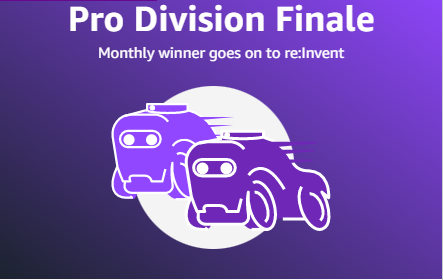 Pro Division Finale
Monthly winner goes on to re:Invent